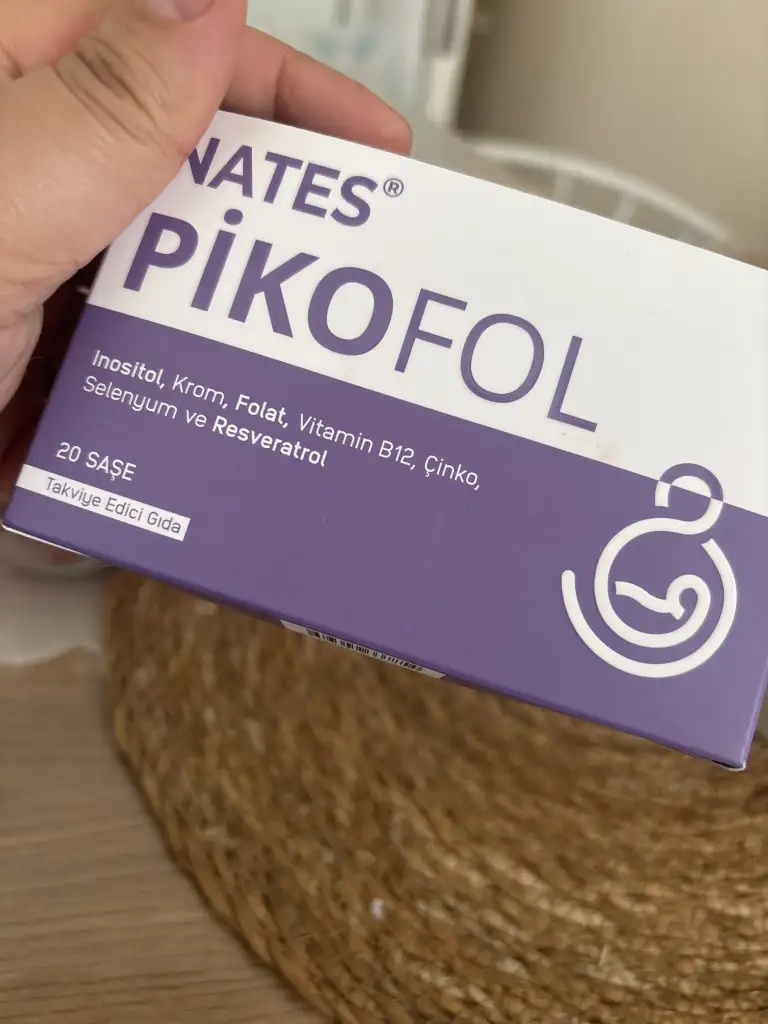 NATES®
PİKOFOL
Inositol, Krom, Folat, Vitamin B12, Çinko,
Selenyum ve Resveratrol
20 SAŞE
Takviye Edici Gıda